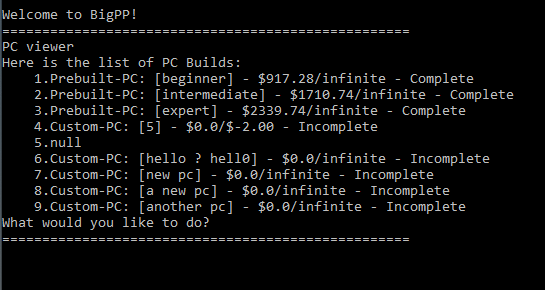 Welcome to BigPP!
===================================================
PC viewer
Here is the list of PC Builds:
1.Prebuilt-PC: [beginner] - $917.28/infinite - Complete
2.Prebuilt-PC: [intermediate] - $1710.74/infinite - Complete
3.Prebuilt-PC: [expert] - $2339.74/infinite - Complete
4.Custom-PC: [5] - $0.0/$-2.00 - Incomplete
5.null
6.Custom-PC: [hello ? hell0] - $0.0/infinite - Incomplete
7.Custom-PC: [new pc] - $0.0/infinite - Incomplete
8.Custom-PC: [a new pc] - $0.0/infinite - Incomplete
9.Custom-PC: [another pc] - $0.0/infinite - Incomplete
What would you like to do?
===================================================